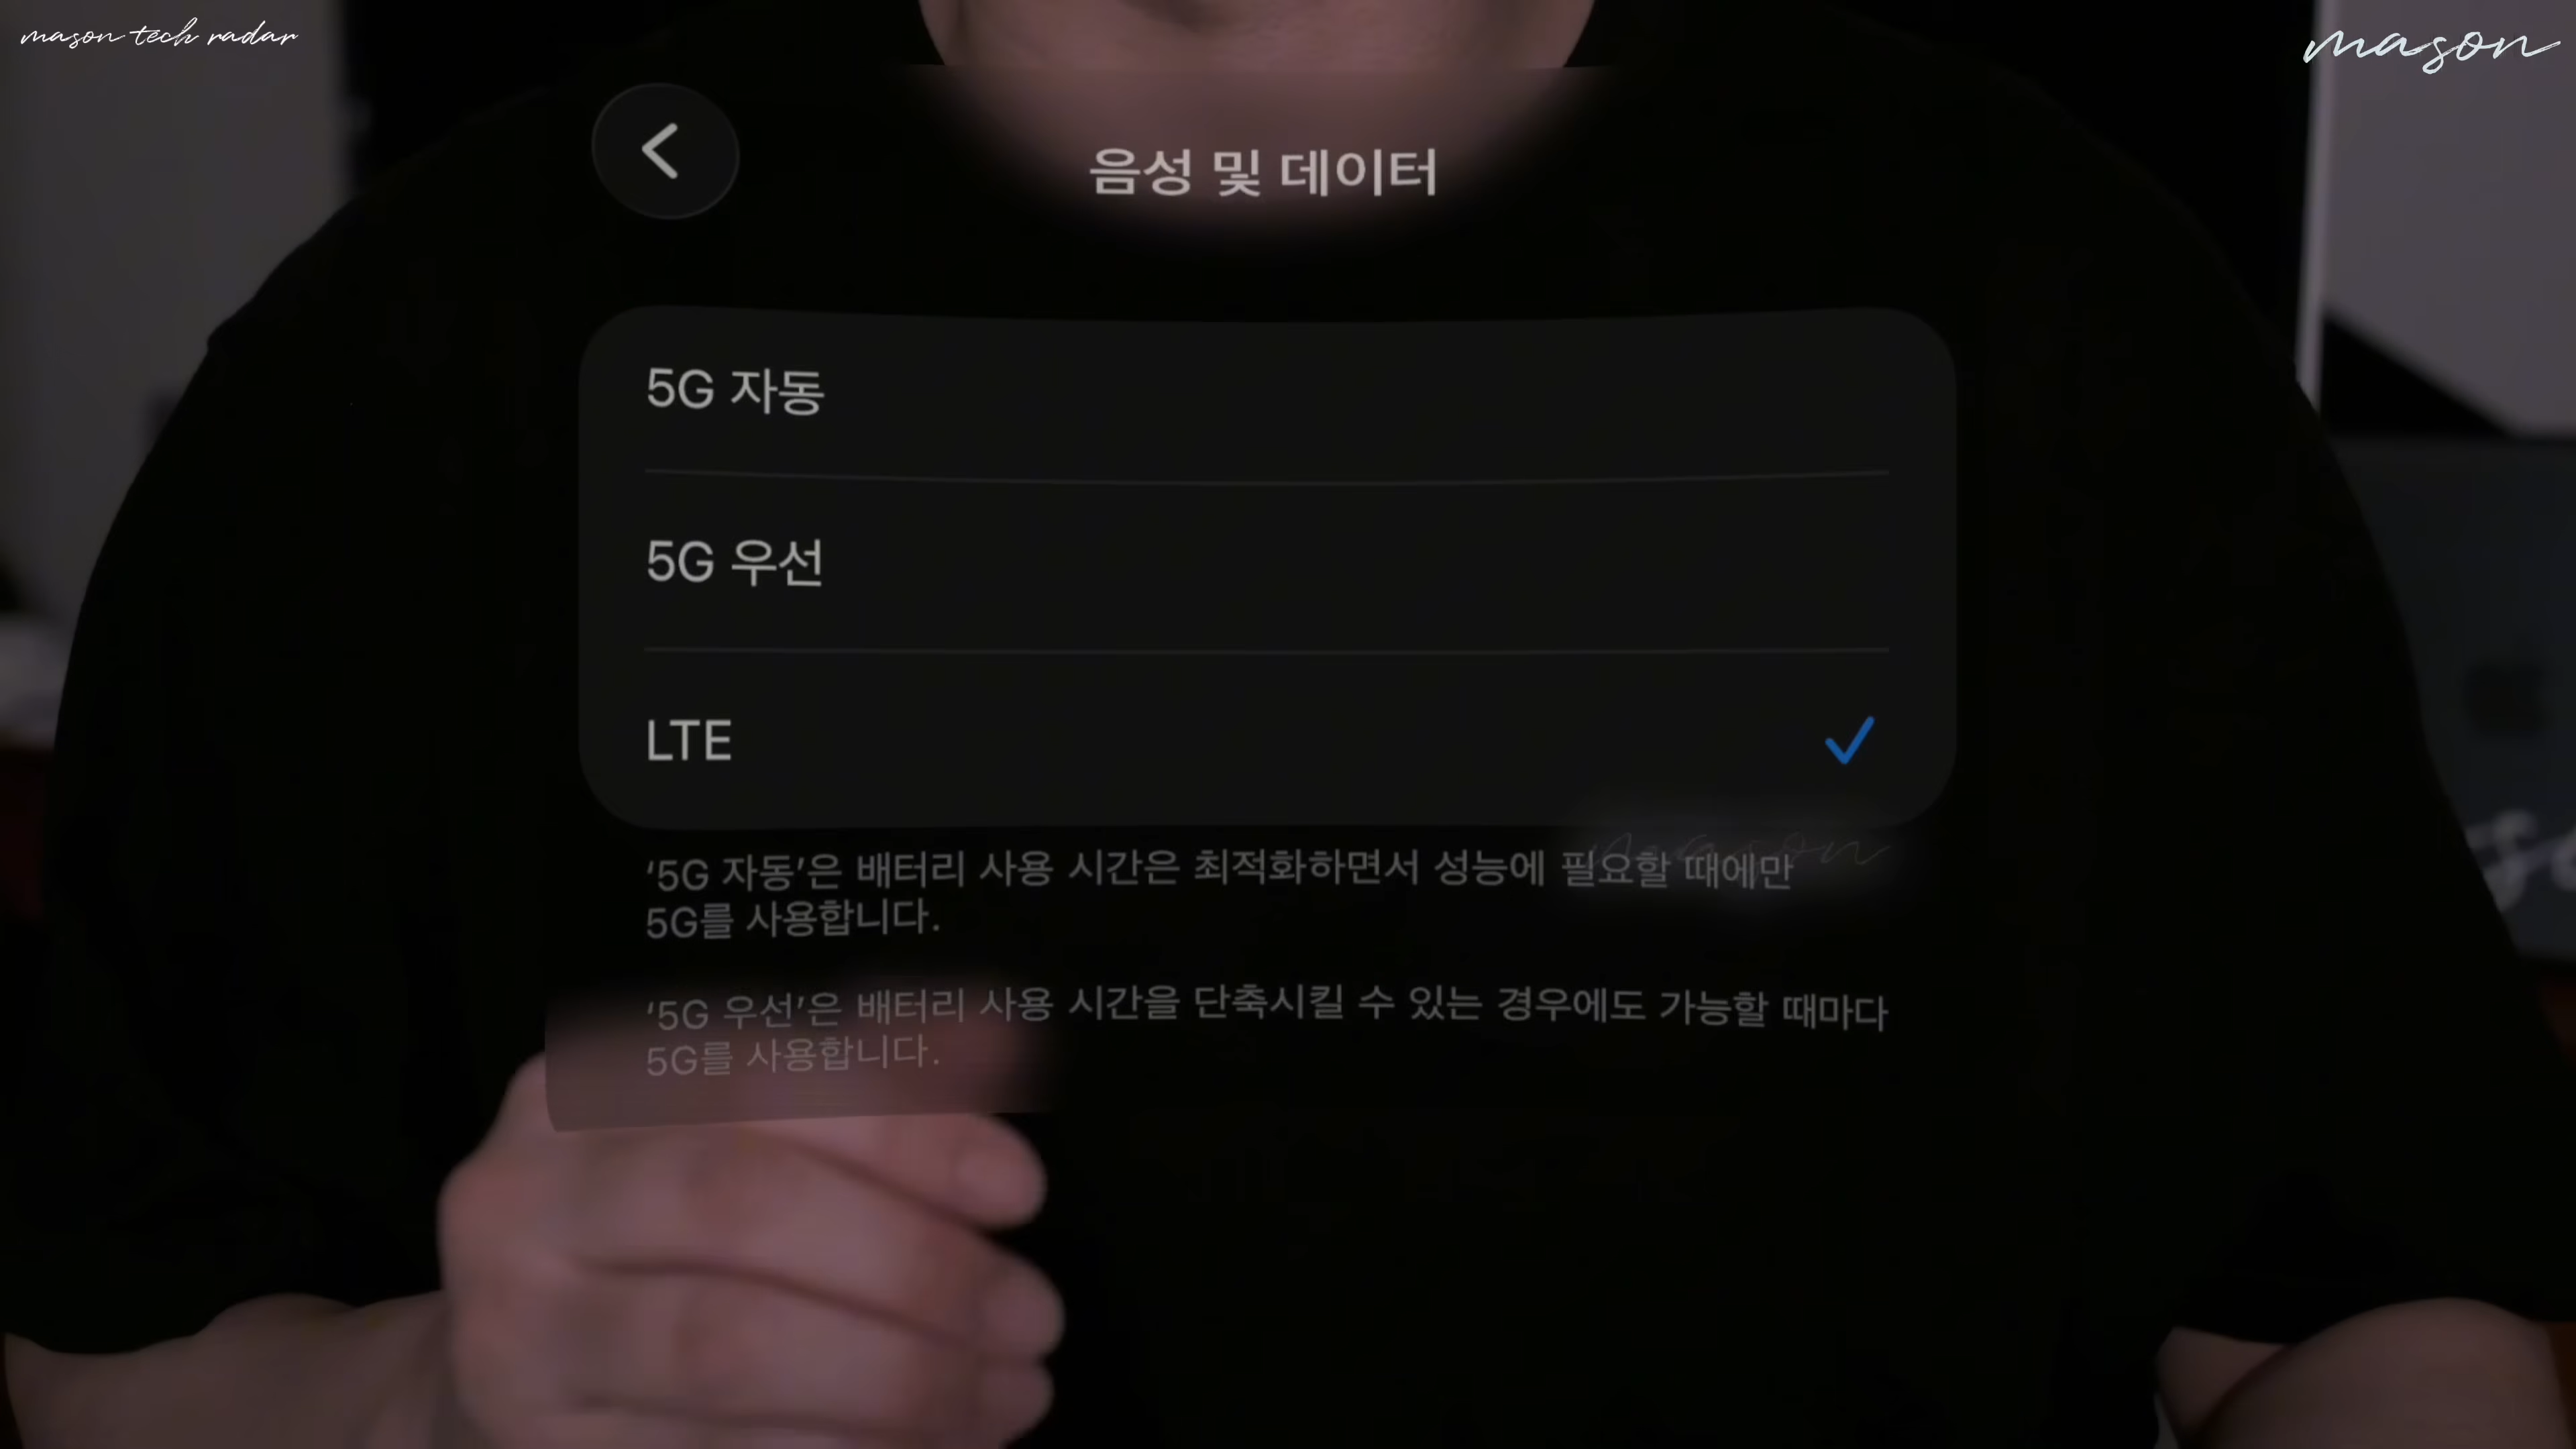 mason tech radar
mason
음성 및 데이터
5G 자동
5G 우선
LTE
‘5G 자동’은 배터리 사용 시간은 최적화하면서 성능에 필요할 때에만
5G를 사용합니다.
‘5G 우선’은 배터리 사용 시간을 단축시킬 수 있는 경우에도 가능할 때마다
5G를 사용합니다.